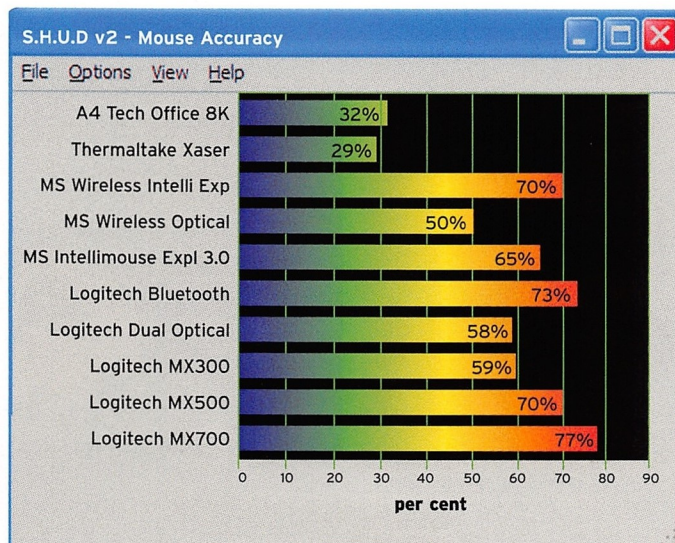 S.H.U.D v2 - Mouse Accuracy
File Options View Help
A4 Tech Office 8K 32%
Thermaltake Xaser 29%
MS Wireless Intelli Exp 70%
MS Wireless Optical 50%
MS Intellimouse Expl 3.0 65%
Logitech Bluetooth 73%
Logitech Dual Optical 58%
Logitech MX300 59%
Logitech MX500 70%
Logitech MX700 77%
0 10 20 30 40 50 60 70 80 90
per cent